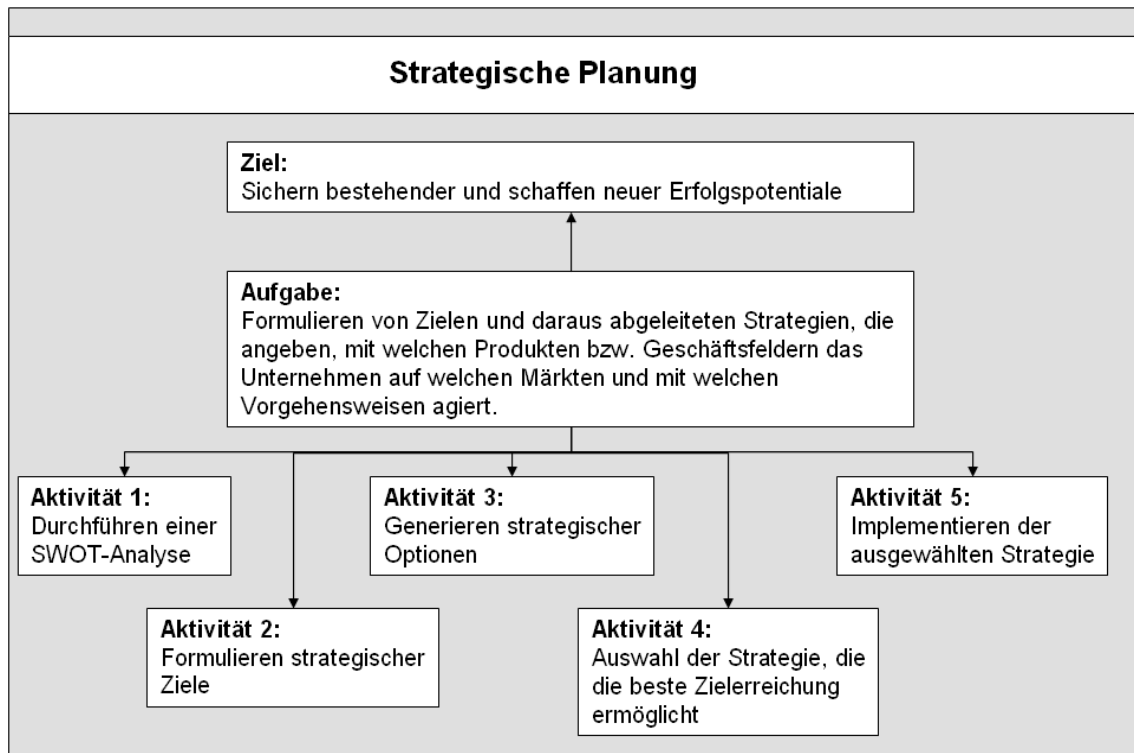 Strategische Planung
Ziel:
Sichern bestehender und schaffen neuer Erfolgspotentiale
Aufgabe:
Formulieren von Zielen und daraus abgeleiteten Strategien, die
angeben, mit welchen Produkten bzw. Geschäftsfeldern das
Unternehmen auf welchen Märkten und mit welchen
Vorgehensweisen agiert.
Aktivität 1:
Durchführen einer
SWOT-Analyse
Aktivität 2:
Formulieren strategischer
Ziele
Aktivität 3:
Generieren strategischer
Optionen
Aktivität 4:
Auswahl der Strategie, die
die beste Zielerreichung
ermöglicht
Aktivität 5:
Implementieren der
ausgewählten Strategie